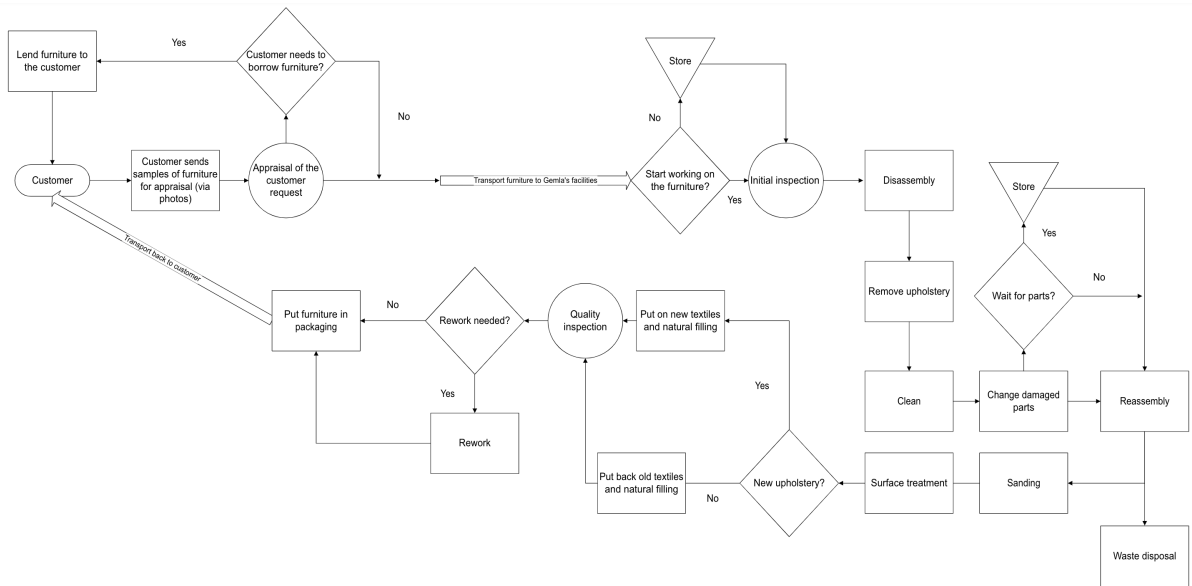 Lend furniture to
the customer
Yes
Customer needs to
borrow furniture?
No
Customer
Customer sends
samples of furniture
for appraisal (via
photos)
Appraisal of the
customer
request
Transport furniture to Gemla's facilities
Store
No
Start working on
the furniture?
Yes
Initial inspection
Disassembly
Store
Yes
Remove upholstery
Wait for parts?
No
Clean
Change damaged
parts
Reassembly
Transport back to customer
Put furniture in
packaging
No
Rework needed?
Yes
Rework
Quality
inspection
Put on new textiles
and natural filling
Yes
Put back old textiles
and natural filling
No
New upholstery?
Surface treatment
Sanding
Waste disposal